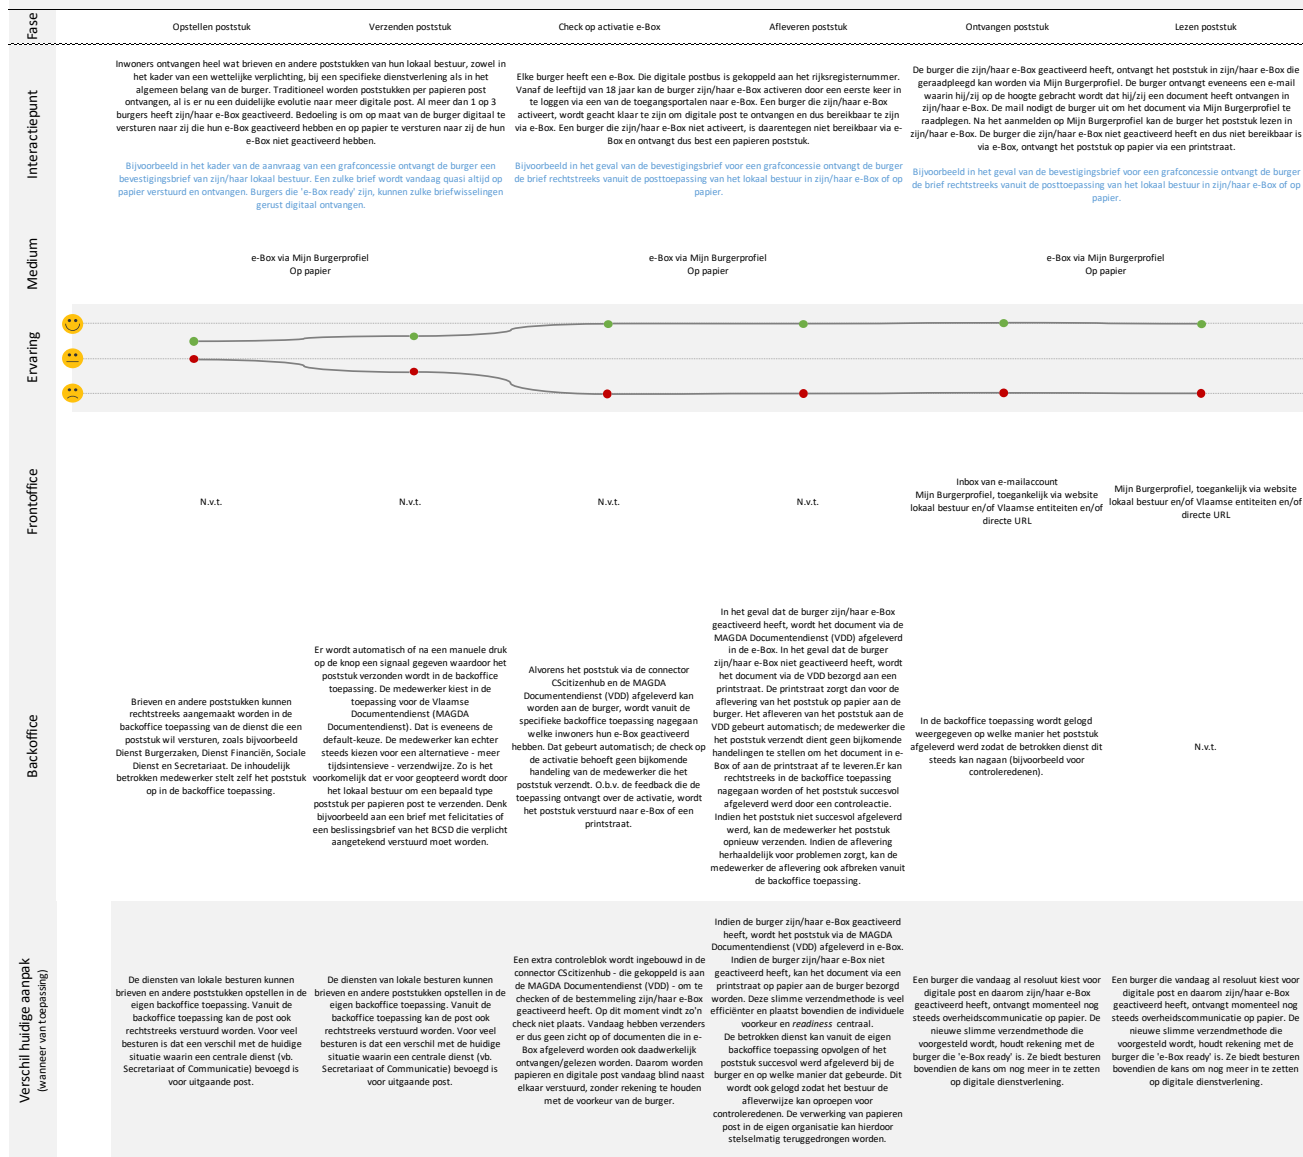 Fase
Opstellen poststuk
Verzenden poststuk
Check op activatie e-Box
Afleveren poststuk
Ontvangen poststuk
Lezen poststuk
Interactiepunt
Inwoners ontvangen heel wat brieven en andere poststukken van hun lokaal bestuur, zowel in
het kader van een wettelijke verplichting, bij een specifieke dienstverlening als in het
algemeen belang van de burger. Traditioneel worden poststukken per papieren post
ontvangen, al is er nu een duidelijke evolutie naar meer digitale post. Al meer dan 1 op 3
burgers heeft zijn/haar e-Box geactiveerd. Bedoeling is om op maat van de burger digitaal te
versturen naar zij die hun e-Box geactiveerd hebben en op papier te versturen naar zij de hun
e-Box niet geactiveerd hebben.
Bijvoorbeeld in het kader van de aanvraag van een grafconcessie ontvangt de burger een
bevestigingsbrief van zijn/haar lokaal bestuur. Een zulke brief wordt vandaag quasi altijd op
papier verstuurd en ontvangen. Burgers die 'e-Box ready' zijn, kunnen zulke briefwisselingen
gerust digitaal ontvangen.
Elke burger heeft een e-Box. Die digitale postbus is gekoppeld aan het rijksregisternummer.
Vanaf de leeftijd van 18 jaar kan de burger zijn/haar e-Box activeren door een eerste keer in
te loggen via een van de toegangsportalen naar e-Box. Een burger die zijn/haar e-Box
activeert, wordt geacht klaar te zijn om digitale post te ontvangen en dus bereikbaar te zijn
via e-Box. Een burger die zijn/haar e-Box niet activeert, is daarentegen niet bereikbaar via e-
Box en ontvangt dus best een papieren poststuk.
Bijvoorbeeld in het geval van de bevestigingsbrief voor een grafconcessie ontvangt de burger
de brief rechtstreeks vanuit de posttoepassing van het lokaal bestuur in zijn/haar e-Box of op
papier.
De burger die zijn/haar e-Box geactiveerd heeft, ontvangt het poststuk in zijn/haar e-Box die
geraadpleegd kan worden via Mijn Burgerprofiel. De burger ontvangt eveneens een e-mail
waarin hij/zij op de hoogte gebracht wordt dat hij/zij een document heeft ontvangen in
zijn/haar e-Box. De mail nodigt de burger uit om het document via Mijn Burgerprofiel te
raadplegen. Na het aanmelden op Mijn Burgerprofiel kan de burger het poststuk lezen in
zijn/haar e-Box. De burger die zijn/haar e-Box niet geactiveerd heeft en dus niet bereikbaar is
via e-Box, ontvangt het poststuk op papier via een printstraat.
Bijvoorbeeld in het geval van de bevestigingsbrief voor een grafconcessie ontvangt de burger
de brief rechtstreeks vanuit de posttoepassing van het lokaal bestuur in zijn/haar e-Box of op
papier.
Medium
e-Box via Mijn Burgerprofiel
Op papier
e-Box via Mijn Burgerprofiel
Op papier
e-Box via Mijn Burgerprofiel
Op papier
Ervaring
Frontoffice
N.v.t.
N.v.t.
N.v.t.
N.v.t.
Inbox van e-mailaccount
Mijn Burgerprofiel, toegankelijk via website
lokaal bestuur en/of Vlaamse entiteiten en/of
directe URL
Mijn Burgerprofiel, toegankelijk via website
lokaal bestuur en/of Vlaamse entiteiten en/of
directe URL
Backoffice
Brieven en andere poststukken kunnen
rechtstreeks aangemaakt worden in de
backoffice toepassing van de dienst die een
poststuk wil versturen, zoals bijvoorbeeld
Dienst Burgerzaken, Dienst Financiën, Sociale
Dienst en Secretariaat. De inhoudelijk
betrokken medewerker stelt zelf het poststuk
op in de backoffice toepassing.
Er wordt automatisch of na een manuele druk
op de knop een signaal gegeven waardoor het
poststuk verzonden wordt in de backoffice
toepassing. De medewerker kiest in de
toepassing voor de Vlaamse
Documentendienst (MAGDA
Documentendienst). Dat is eveneens de
default-keuze. De medewerker kan echter
steeds kiezen voor een alternatieve - meer
tijdsintensieve - verzendwijze. Zo is het
voorkomelijk dat er voor geopteerd wordt door
het lokaal bestuur om een bepaald type
poststuk per papieren post te verzenden. Denk
bijvoorbeeld aan een brief met felicitaties of
een beslissingsbrief van het BCSD die verplicht
aangetekend verstuurd moet worden.
Alvorens het poststuk via de connector
CScitizenhub en de MAGDA
Documentendienst (VDD) afgeleverd kan
worden aan de burger, wordt vanuit de
specifieke backoffice toepassing nagegaan
welke inwoners hun e-Box geactiveerd
hebben. Dat gebeurt automatisch; de check op
de activatie behoeft geen bijkomende
handeling van de medewerker die het
poststuk verzendt. O.b.v. de feedback die de
toepassing ontvangt over de activatie, wordt
het poststuk verstuurd naar e-Box of een
printstraat.
In het geval dat de burger zijn/haar e-Box
geactiveerd heeft, wordt het document via de
MAGDA Documentendienst (VDD) afgeleverd
in de e-Box. In het geval dat de burger
zijn/haar e-Box niet geactiveerd heeft, wordt
het document via de VDD bezorgd aan een
printstraat. De printstraat zorgt dan voor de
aflevering van het poststuk op papier aan de
burger. Het afleveren van het poststuk aan de
VDD gebeurt automatisch; de medewerker die
het poststuk verzendt dient geen bijkomende
handelingen te stellen om het document in e-
Box of aan de printstraat af te leveren.Er kan
rechtstreeks in de backoffice toepassing
nagegaan worden of het poststuk succesvol
afgeleverd werd door een controleactie.
Indien het poststuk niet succesvol afgeleverd
werd, kan de medewerker het poststuk
opnieuw verzenden. Indien de aflevering
herhaaldelijk voor problemen zorgt, kan de
medewerker de aflevering ook afbreken vanuit
de backoffice toepassing.
In de backoffice toepassing wordt gelogd
weergegeven op welke manier het poststuk
afgeleverd werd zodat de betrokken dienst dit
steeds kan nagaan (bijvoorbeeld voor
controleredenen).
N.v.t.
Verschil huidige aanpak
(wanneer van toepassing)
De diensten van lokale besturen kunnen
brieven en andere poststukken opstellen in de
eigen backoffice toepassing. Vanuit de
backoffice toepassing kan de post ook
rechtstreeks verstuurd worden. Voor veel
besturen is dat een verschil met de huidige
situatie waarin een centrale dienst (vb.
Secretariaat of Communicatie) bevoegd is
voor uitgaande post.
De diensten van lokale besturen kunnen
brieven en andere poststukken opstellen in de
eigen backoffice toepassing. Vanuit de
backoffice toepassing kan de post ook
rechtstreeks verstuurd worden. Voor veel
besturen is dat een verschil met de huidige
situatie waarin een centrale dienst (vb.
Secretariaat of Communicatie) bevoegd is
voor uitgaande post.
Een extra controleblok wordt ingebouwd in de
connector CScitizenhub - die gekoppeld is aan
de MAGDA Documentendienst (VDD) - om te
checken of de bestemmeling zijn/haar e-Box
geactiveerd heeft. Op dit moment vindt zo'n
check niet plaats. Vandaag hebben verzenders
er dus geen zicht op of documenten die in e-
Box afgeleverd worden ook daadwerkelijk
ontvangen/gelezen worden. Daarom worden
papieren en digitale post vandaag blind naast
elkaar verstuurd, zonder rekening te houden
met de voorkeur van de burger.
Indien de burger zijn/haar e-Box geactiveerd
heeft, wordt het poststuk via de MAGDA
Documentendienst (VDD) afgeleverd in e-Box.
Indien de burger zijn/haar e-Box niet
geactiveerd heeft, kan het document via een
printstraat op papier aan de burger bezorgd
worden. Deze slimme verzendmethode is veel
efficiënter en plaatst bovendien de individuele
voorkeur en readiness centraal.
De betrokken dienst kan vanuit de eigen
backoffice toepassing opvolgen of het
poststuk succesvol werd afgeleverd bij de
burger en op welke manier dat gebeurde. Dit
wordt ook gelogd zodat het bestuur de
afleverwijze kan oproepen voor
controleredenen. De verwerking van papieren
post in de eigen organisatie kan hierdoor
stelselmatig teruggedrongen worden.
Een burger die vandaag al resoluut kiest voor
digitale post en daarom zijn/haar e-Box
geactiveerd heeft, ontvangt momenteel nog
steeds overheidscommunicatie op papier. De
nieuwe slimme verzendmethode die
voorgesteld wordt, houdt rekening met de
burger die 'e-Box ready' is. Ze biedt besturen
bovendien de kans om nog meer in te zetten
op digitale dienstverlening.
Een burger die vandaag al resoluut kiest voor
digitale post en daarom zijn/haar e-Box
geactiveerd heeft, ontvangt momenteel nog
steeds overheidscommunicatie op papier. De
nieuwe slimme verzendmethode die
voorgesteld wordt, houdt rekening met de
burger die 'e-Box ready' is. Ze biedt besturen
bovendien de kans om nog meer in te zetten
op digitale dienstverlening.